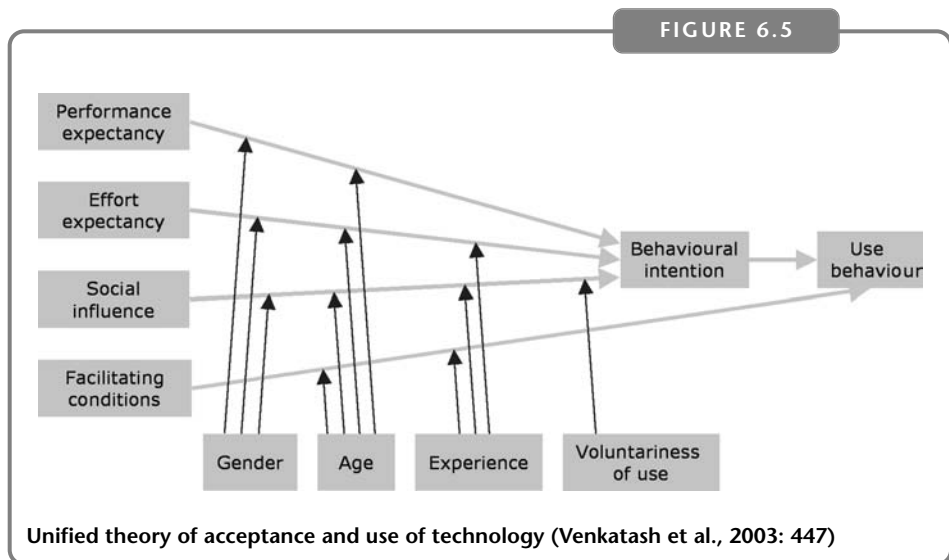 FIGURE 6.5
Performance
expectancy
Effort
expectancy
Social
influence
Facilitating
conditions
Behavioural
intention
Use
behaviour
Gender
Age
Experience
Voluntariness
of use
Unified theory of acceptance and use of technology (Venkatash et al., 2003: 447)